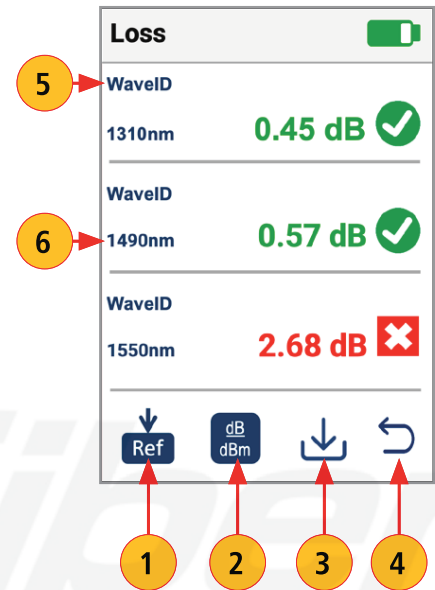 Loss
5
WaveID
1310nm
0.45 dB
WaveID
6
1490nm
0.57 dB
WaveID
1550nm
2.68 dB
Ref
dB
dBm
1
2
3
4